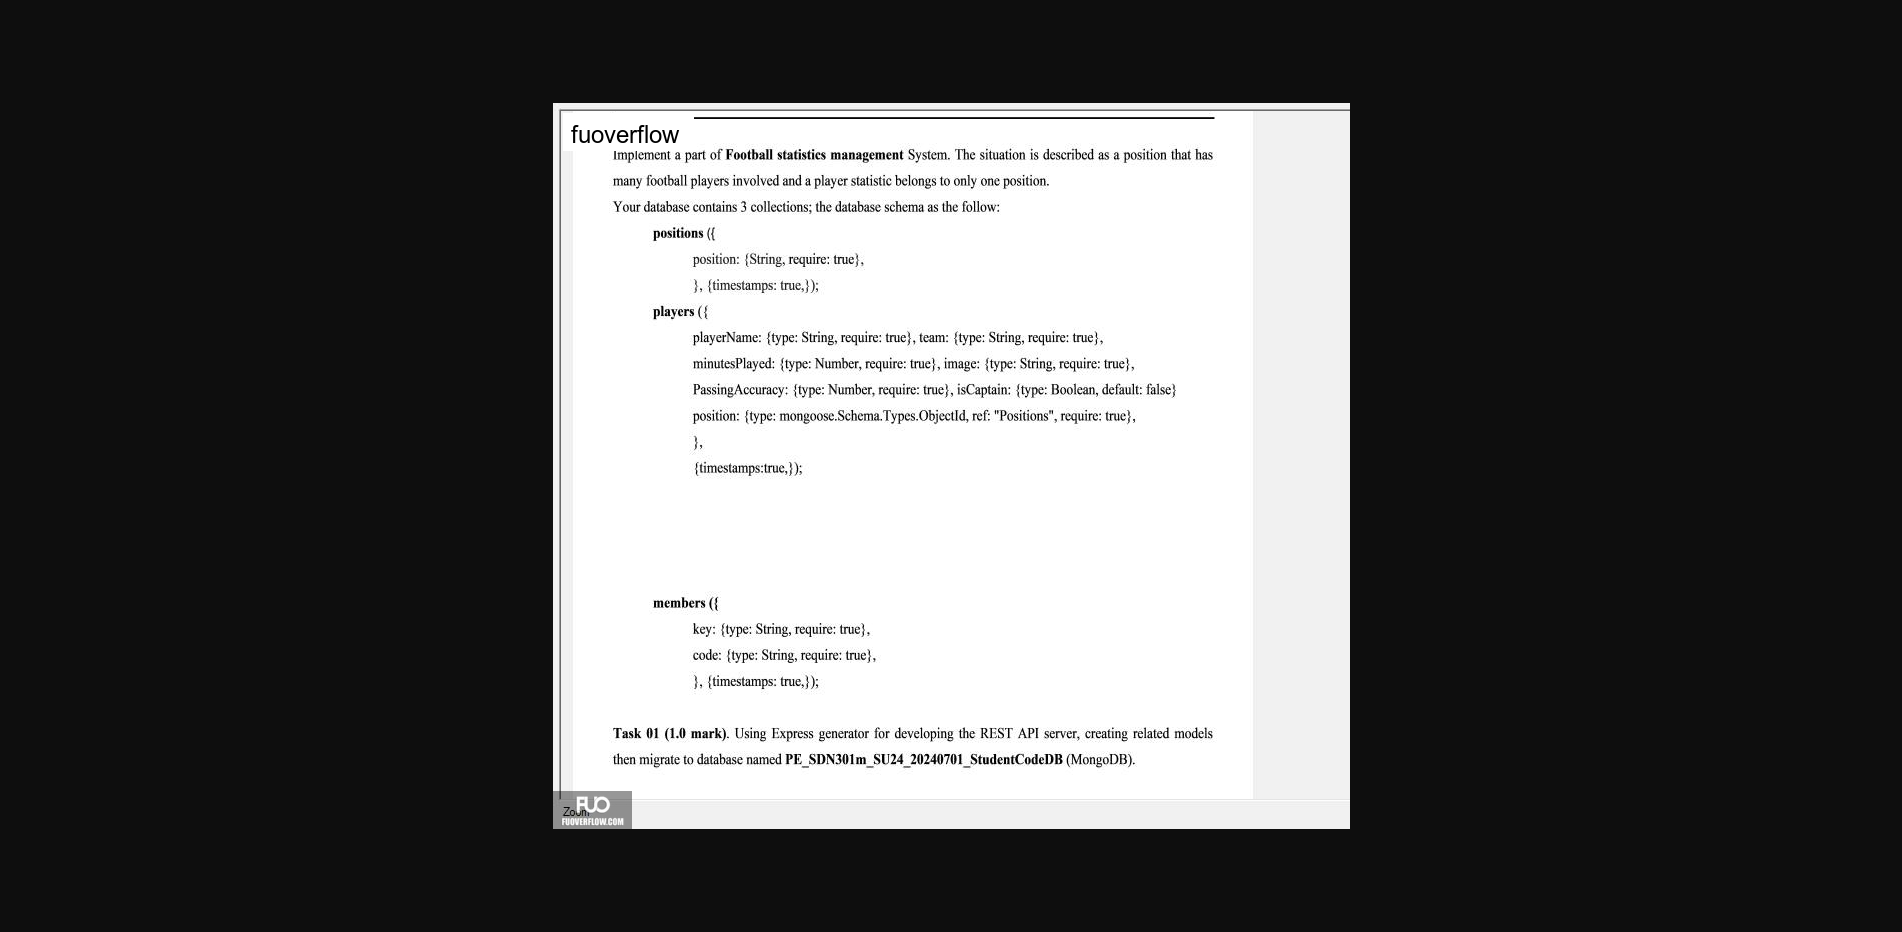 fuoverflow
Implement a part of Football statistics management System. The situation is described as a position that has
many football players involved and a player statistic belongs to only one position.
Your database contains 3 collections; the database schema as the follow:
positions ({
position: {String, require: true},
}, {timestamps: true,});
players ({
playerName: {type: String, require: true}, team: {type: String, require: true},
minutesPlayed: {type: Number, require: true}, image: {type: String, require: true},
PassingAccuracy: {type: Number, require: true}, isCaptain: {type: Boolean, default: false}
position: {type: mongoose.Schema.Types.ObjectId, ref: "Positions", require: true},
},
{timestamps:true,});
members ({
key: {type: String, require: true},
code: {type: String, require: true},
}, {timestamps: true,});
Task 01 (1.0 mark). Using Express generator for developing the REST API server, creating related models
then migrate to database named PE_SDN301m_SU24_20240701_StudentCodeDB (MongoDB).
Zoom
FUO
FUOVERFLOW.COM